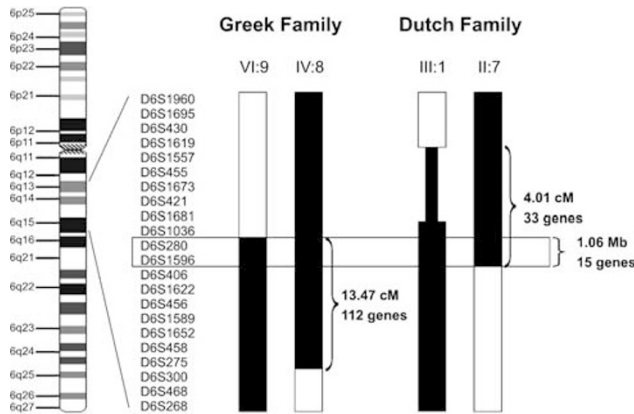 Greek Family
Dutch Family
VI:9
IV:8
III:1
II:7
6p25
6p24
6p23
6p22
6p21
6p12
6p11
6q11
6q12
6q13
6q14
6q15
6q16
6q21
6q22
6q23
6q24
6q25
6q26
6q27
D6S1960
D6S1695
D6S430
D6S1619
D6S1557
D6S455
D6S1673
D6S421
D6S1681
D6S1036
D6S280
D6S1596
D6S406
D6S1622
D6S456
D6S1589
D6S1652
D6S458
D6S275
D6S300
D6S468
D6S268
13.47 cM
112 genes
4.01 cM
33 genes
1.06 Mb
15 genes